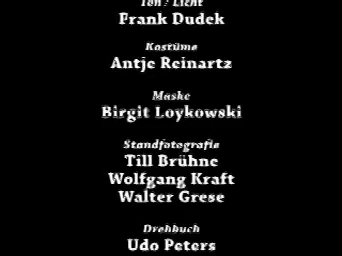 Ton / Licht
Frank Dudek
Kostüme
Antje Reinartz
Maske
Birgit Loykowski
Standfotografie
Till Brühne
Wolfgang Kraft
Walter Grese
Drehbuch
Udo Peters